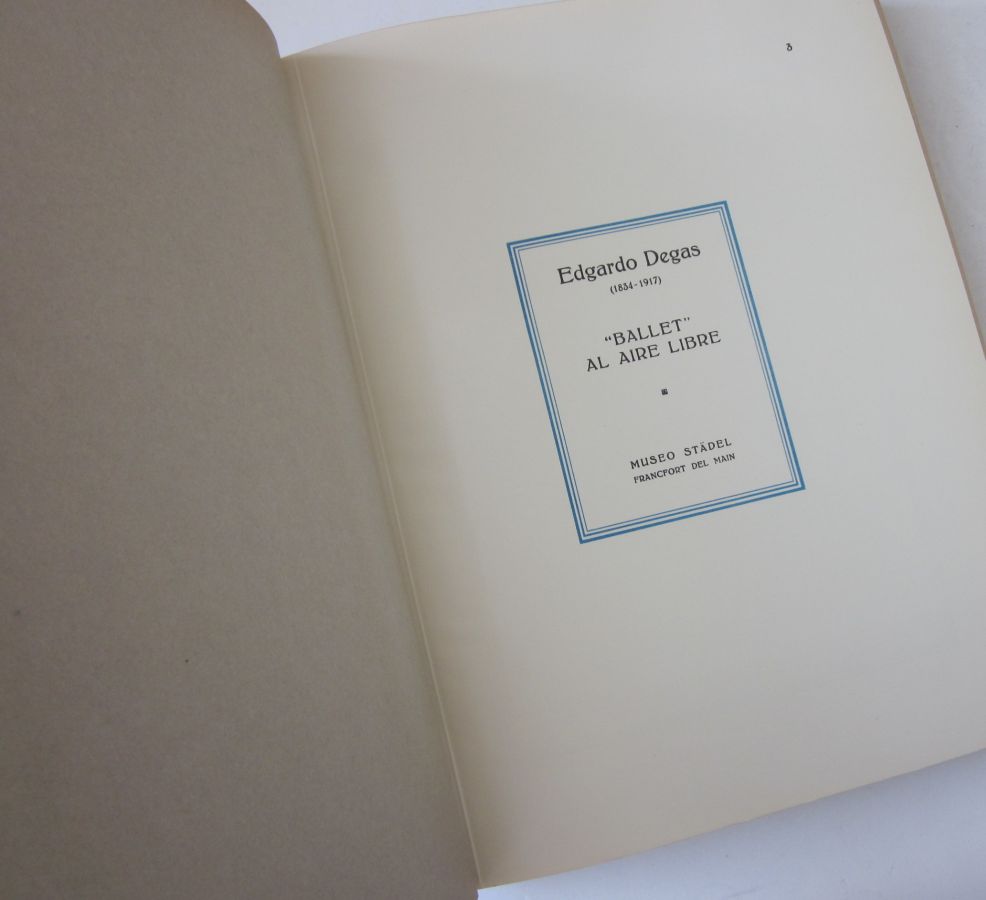 3
Edgardo Degas
(1834-1917)
“BALLET”
AL AIRE LIBRE
MUSEO STÄDEL
FRANCFORT DEL MAIN